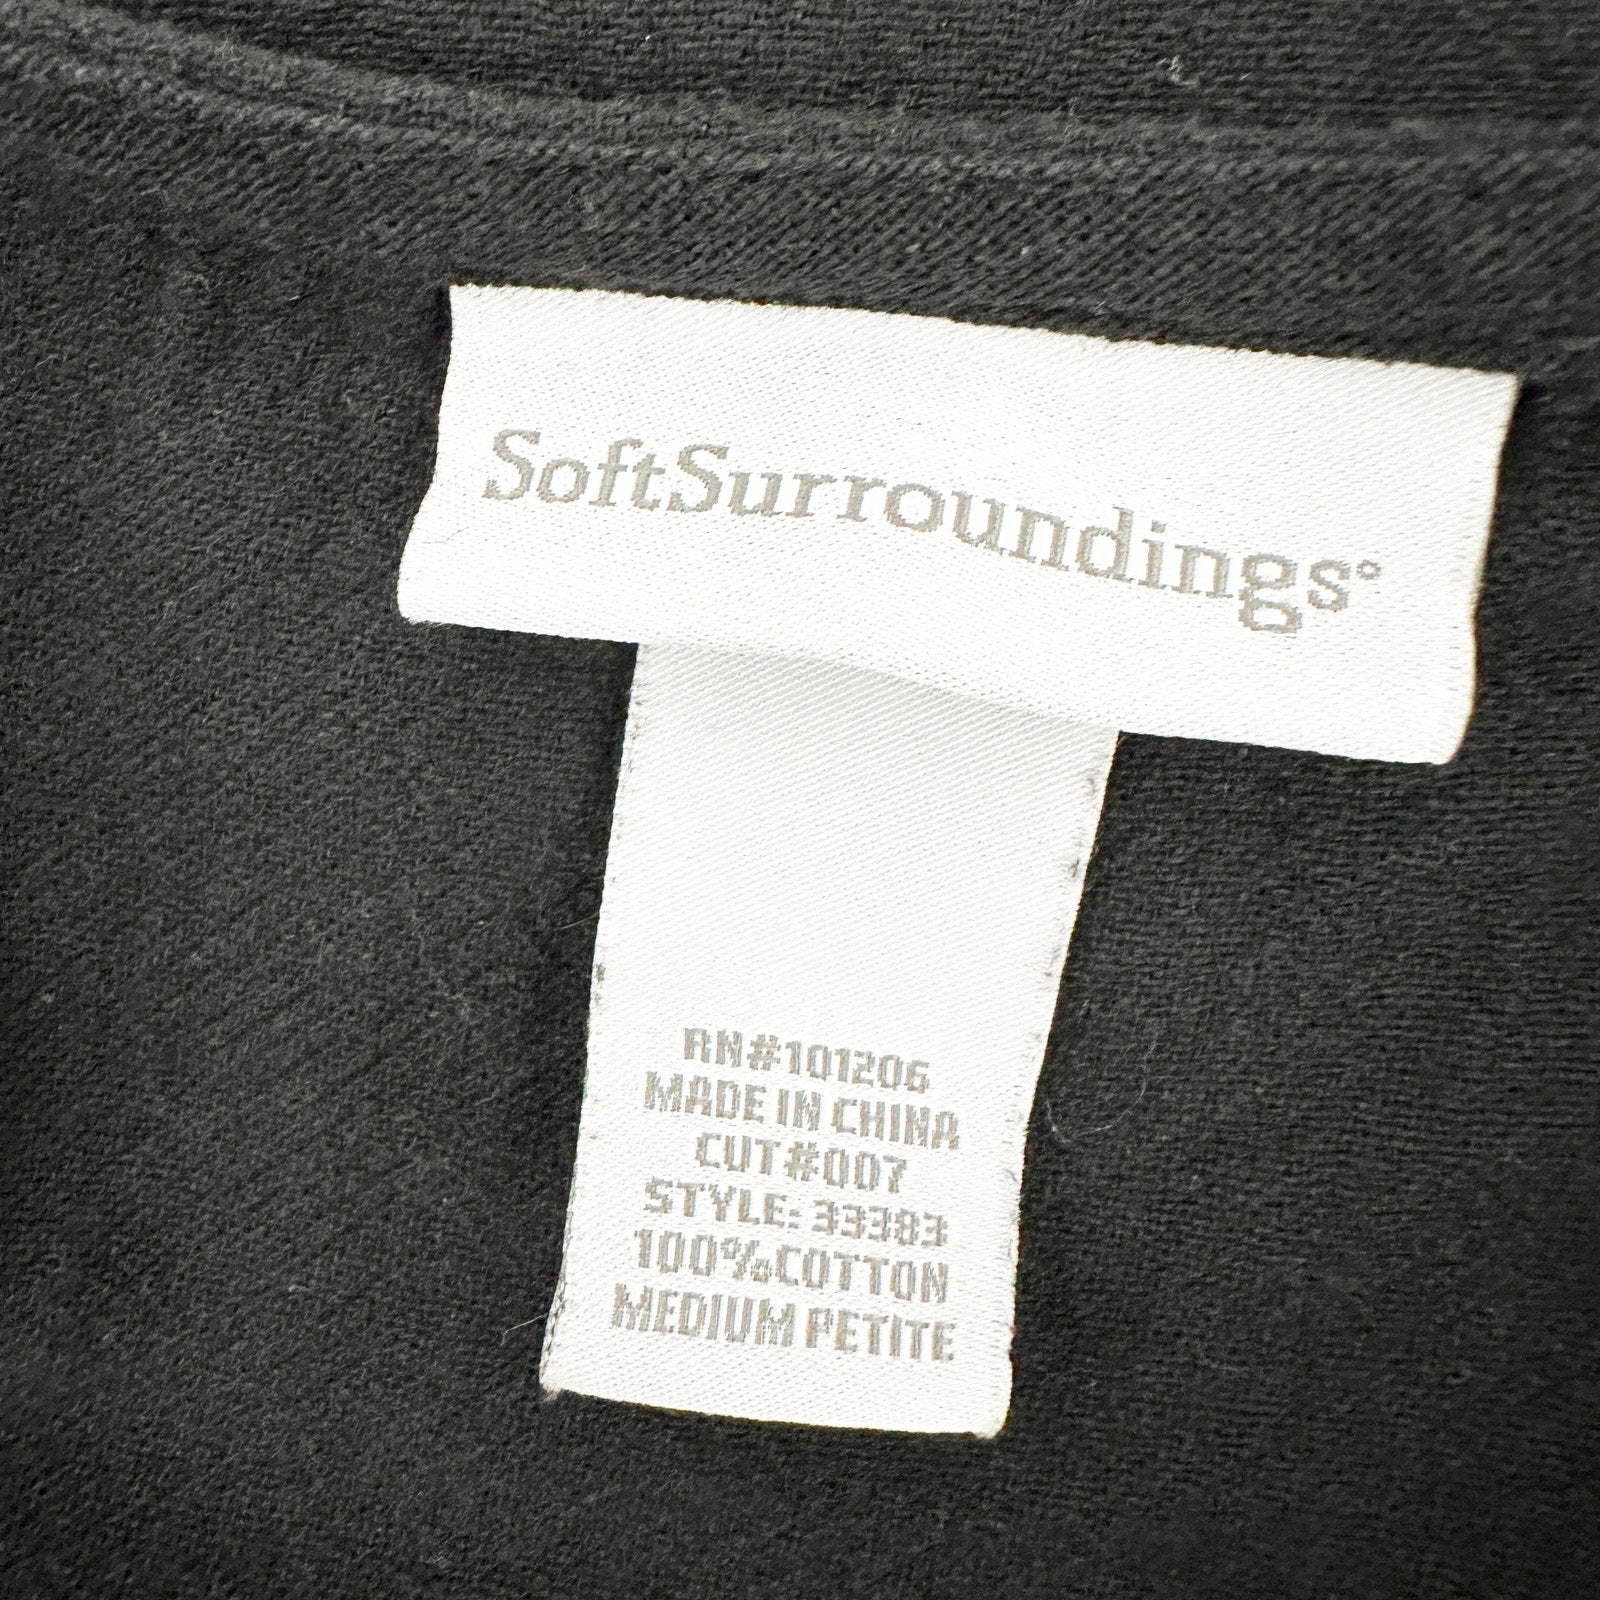 SoftSurroundings°
RN#101206
MADE IN CHINA
CUT#007
STYLE: 33383
100%COTTON
MEDIUM PETITE